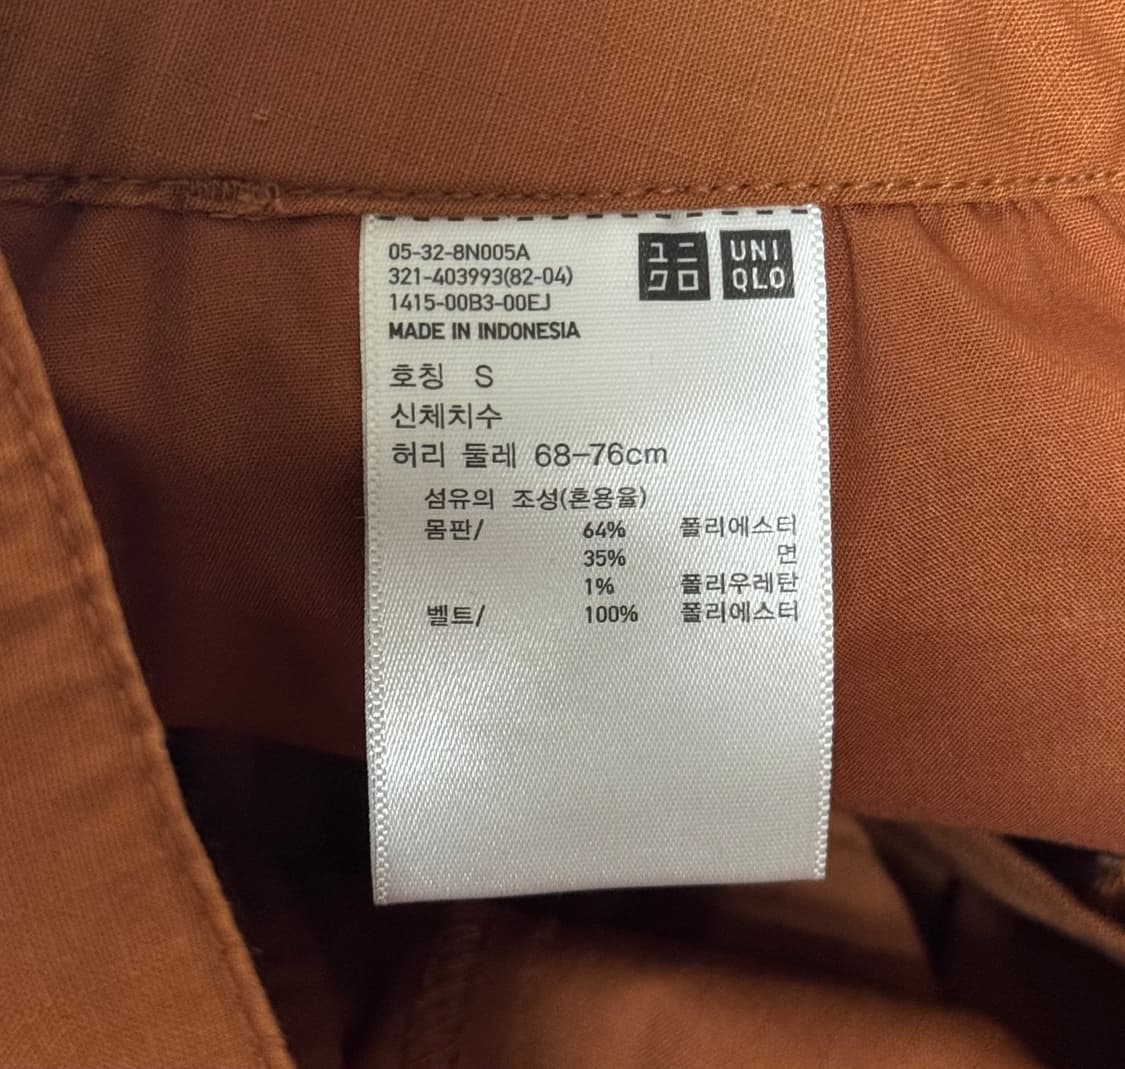 05-32-8N005A
321-403993(82-04)
1415-00B3-00EJ
MADE IN INDONESIA
ユニ
クロ
UNI
QLO
호칭 S
신체치수
허리 둘레 68-76cm
섬유의 조성(혼용율)
몸판/ 64% 폴리에스터
35% 면
1% 폴리우레탄
벨트/ 100% 폴리에스터